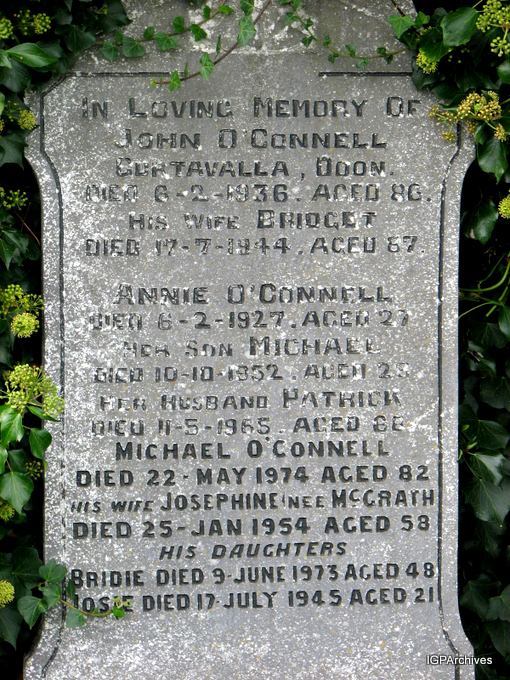 IN LOVING MEMORY OF
JOHN O'CONNELL
GURTAVALLA, DOON.
DIED 6-2-1936. AGED 86.
HIS WIFE BRIDGET
DIED 17-7-1944. AGED 87.
ANNIE O'CONNELL
DIED 6-2-1927. AGED 27
HER SON MICHAEL
DIED 10-10-1952. AGED
HER HUSBAND PATRICK
DIED 11-5-1965. AGED
MICHAEL O'CONNELL
DIED 22-MAY 1974 AGED 82
HIS WIFE JOSEPHINE (NEE MCGRATH
DIED 25-JAN 1954 AGED 58
HIS DAUGHTERS
BRIDIE DIED 9-JUNE 1973 AGED 48
JOSIE DIED 17-JULY 1945 AGED 21
IGPArchives